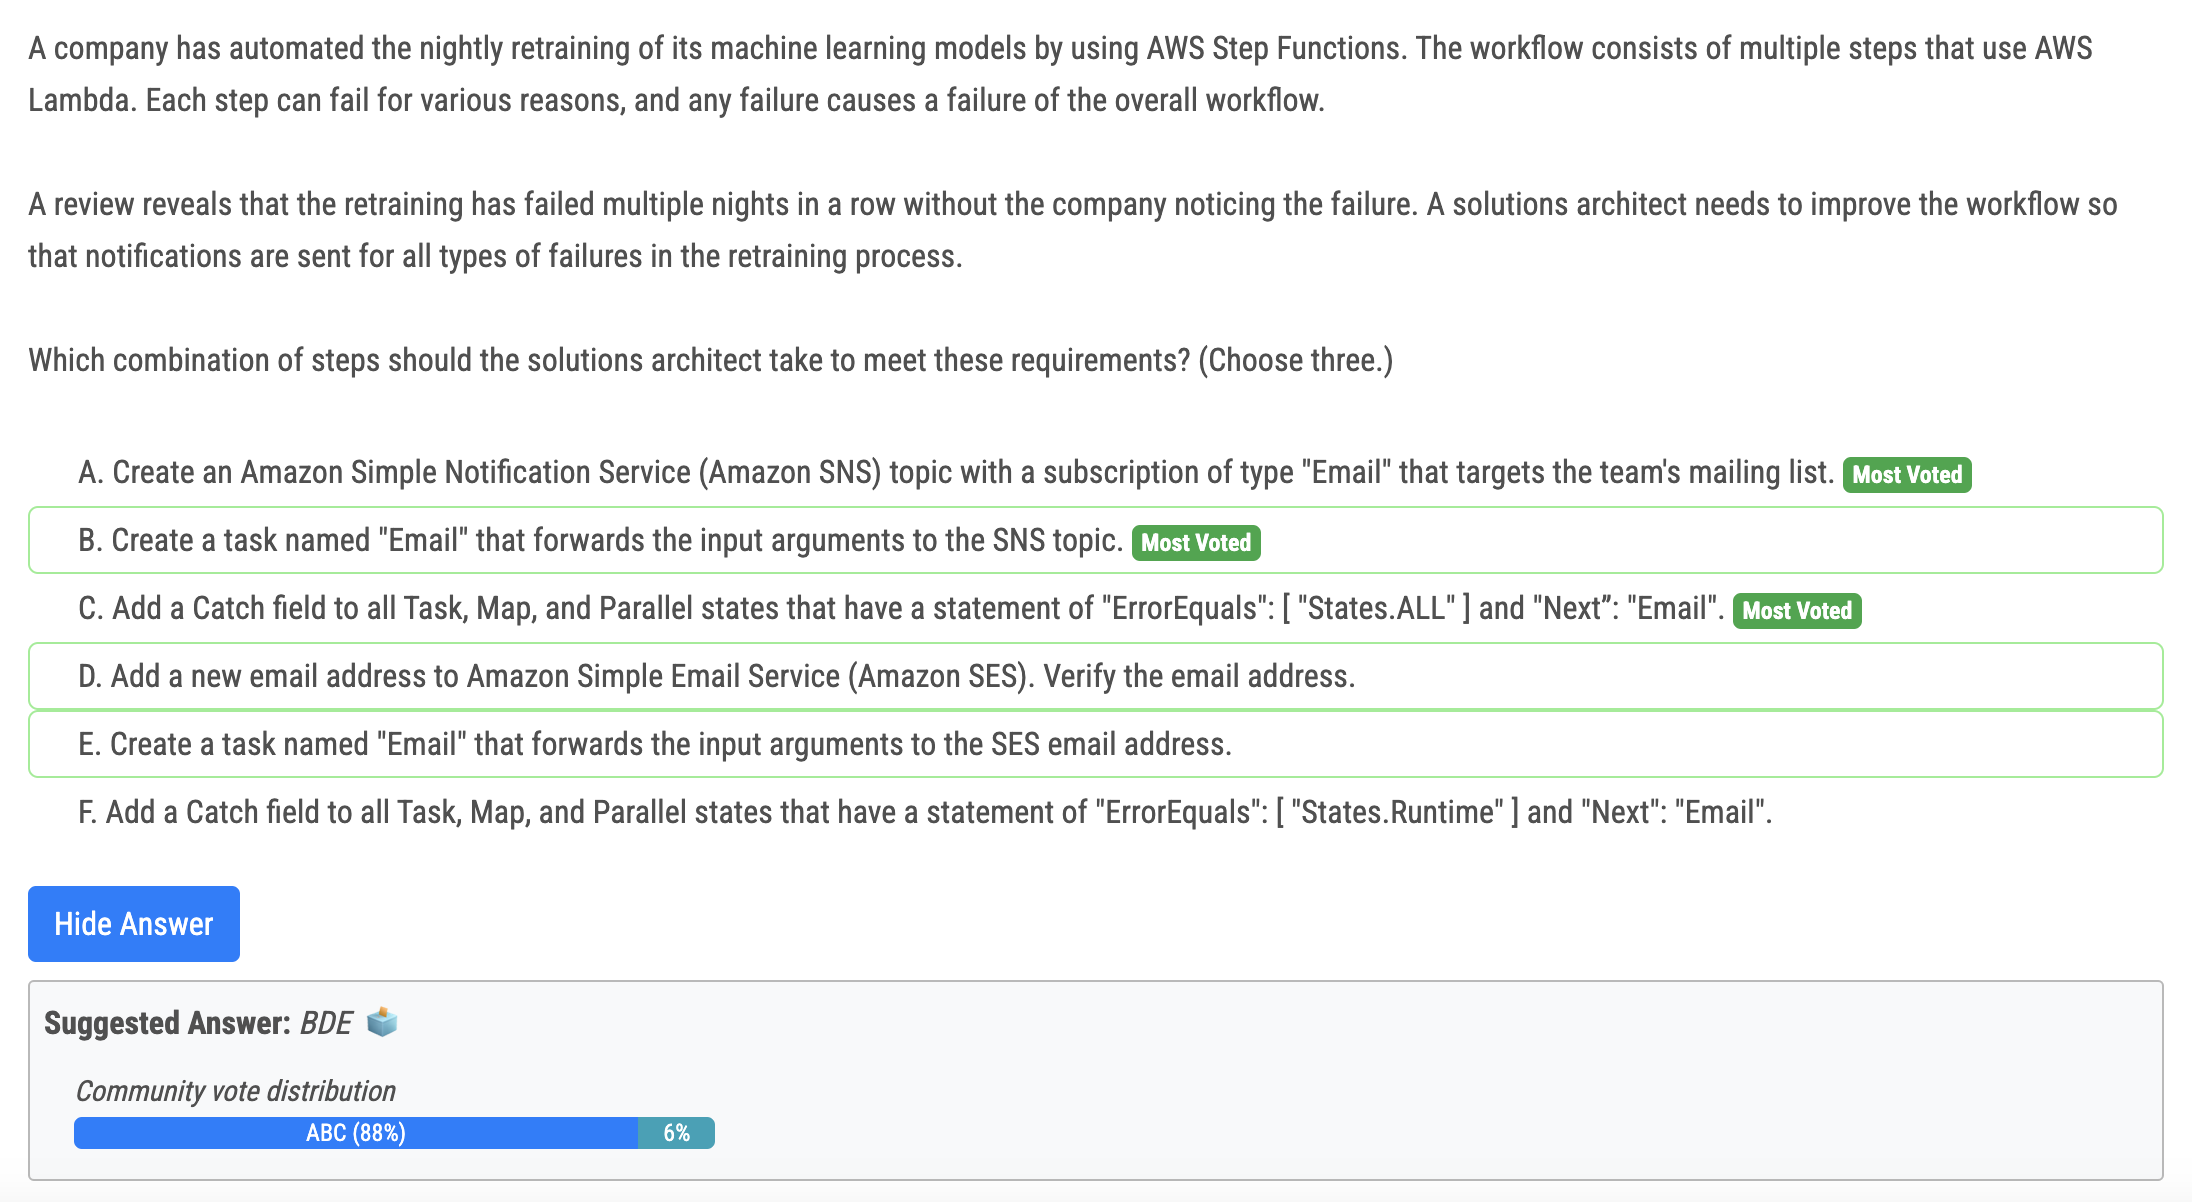 A company has automated the nightly retraining of its machine learning models by using AWS Step Functions. The workflow consists of multiple steps that use AWS
Lambda. Each step can fail for various reasons, and any failure causes a failure of the overall workflow.
A review reveals that the retraining has failed multiple nights in a row without the company noticing the failure. A solutions architect needs to improve the workflow so
that notifications are sent for all types of failures in the retraining process.
Which combination of steps should the solutions architect take to meet these requirements? (Choose three.)
A. Create an Amazon Simple Notification Service (Amazon SNS) topic with a subscription of type "Email" that targets the team's mailing list. Most Voted
B. Create a task named "Email" that forwards the input arguments to the SNS topic. Most Voted
C. Add a Catch field to all Task, Map, and Parallel states that have a statement of "ErrorEquals": [ "States.ALL" ] and "Next”: "Email". Most Voted
D. Add a new email address to Amazon Simple Email Service (Amazon SES). Verify the email address.
E. Create a task named "Email" that forwards the input arguments to the SES email address.
F. Add a Catch field to all Task, Map, and Parallel states that have a statement of "ErrorEquals": [ "States.Runtime" ] and "Next": "Email".
Hide Answer
Suggested Answer: BDE
Community vote distribution
ABC (88%) 6%